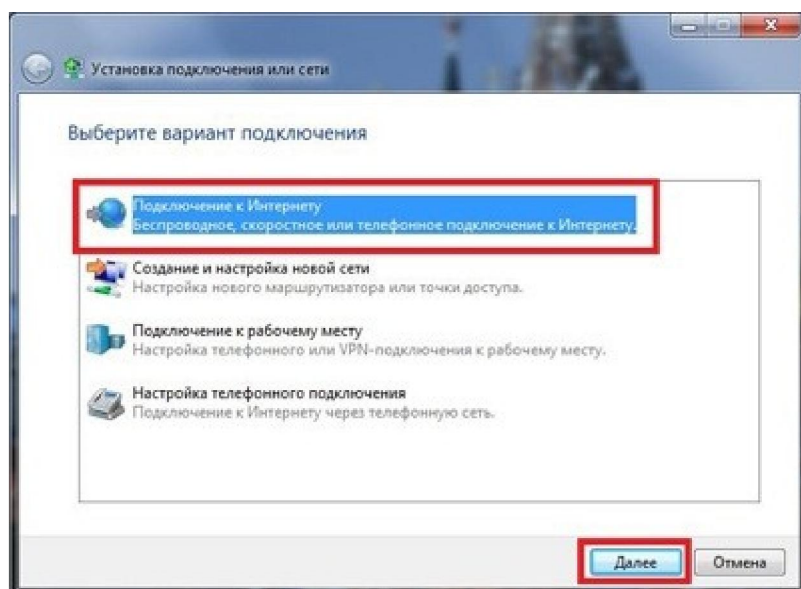 Установка подключения или сети
Выберите вариант подключения
Подключение к Интернету
Беспроводное, скоростное или телефонное подключение к Интернету.
Создание и настройка новой сети
Настройка нового маршрутизатора или точки доступа.
Подключение к рабочему месту
Настройка телефонного или VPN-подключения к рабочему месту.
Настройка телефонного подключения
Подключение к Интернету через телефонную сеть.
Далее
Отмена